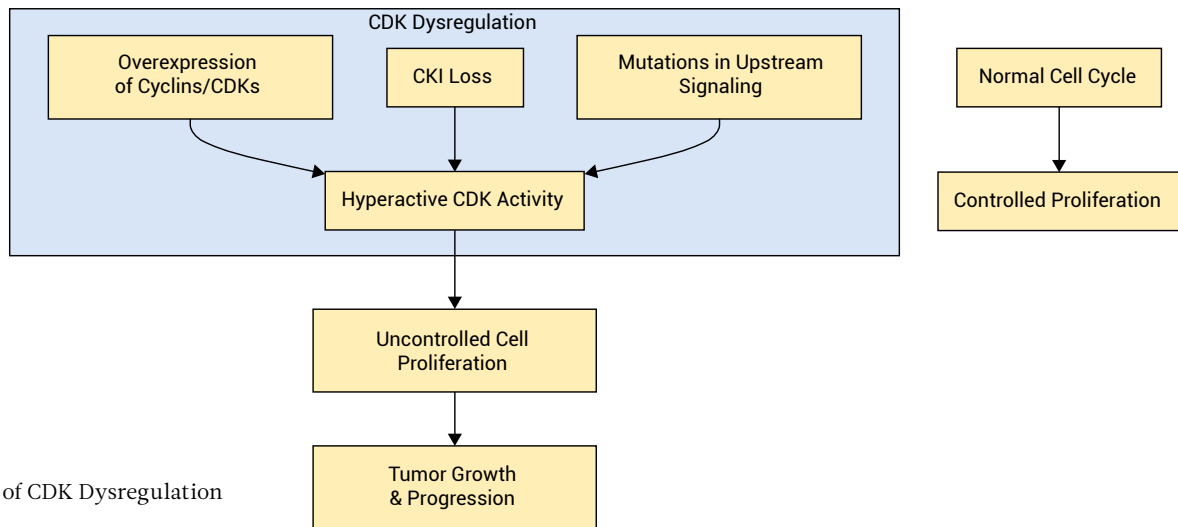 CDK Dysregulation
Overexpression
of Cyclins/CDKs
CKI Loss
Mutations in Upstream
Signaling
Hyperactive CDK Activity
Uncontrolled Cell
Proliferation
Tumor Growth
& Progression
Normal Cell Cycle
Controlled Proliferation
of CDK Dysregulation